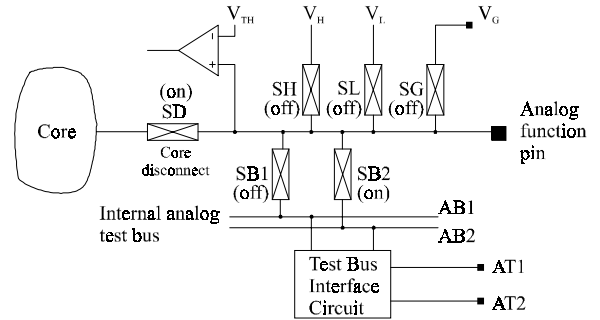 V_TH
V_H
V_L
V_G
(on)
SD
SH
(off)
SL
(off)
SG
(off)
Analog
function
pin
Core
Core
disconnect
SB1
(off)
SB2
(on)
Internal analog
test bus
AB1
AB2
Test Bus
Interface
Circuit
AT1
AT2